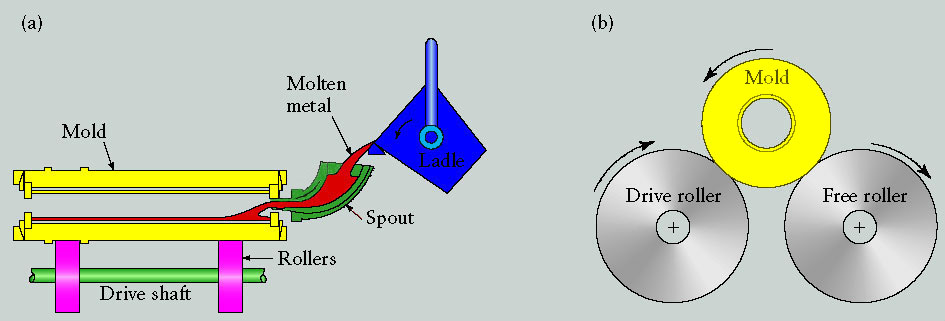 (a)
Molten
metal
Mold
Ladle
Spout
Rollers
Drive shaft
(b)
Mold
Drive roller
Free roller